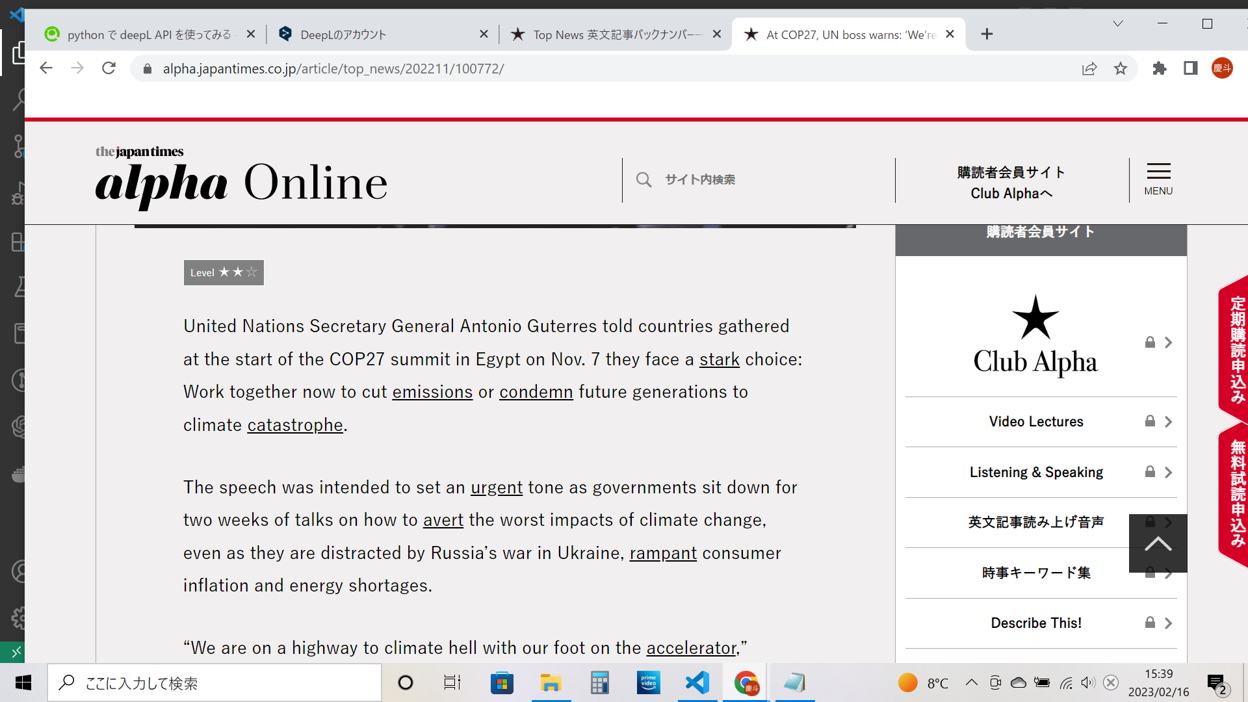 python で deepL API を使ってみる
DeepLのアカウント
Top News 英文記事バックナンバー
At COP27, UN boss warns: ‘We're
alpha.japantimes.co.jp/article/top_news/202211/100772/
慶斗
the japan times
alpha Online
サイト内検索
購読者会員サイト
Club Alphaへ
MENU
購読者会員サイト
Level ★★☆
United Nations Secretary General Antonio Guterres told countries gathered
at the start of the COP27 summit in Egypt on Nov. 7 they face a stark choice:
Work together now to cut emissions or condemn future generations to
climate catastrophe.
The speech was intended to set an urgent tone as governments sit down for
two weeks of talks on how to avert the worst impacts of climate change,
even as they are distracted by Russia’s war in Ukraine, rampant consumer
inflation and energy shortages.
“We are on a highway to climate hell with our foot on the accelerator,”
Club Alpha
Video Lectures
Listening & Speaking
英文記事読み上げ音声
時事キーワード集
Describe This!
定期購読申込み
無料試読申込み
ここに入力して検索
prime video
慶斗
8°C
15:39
2023/02/16
2